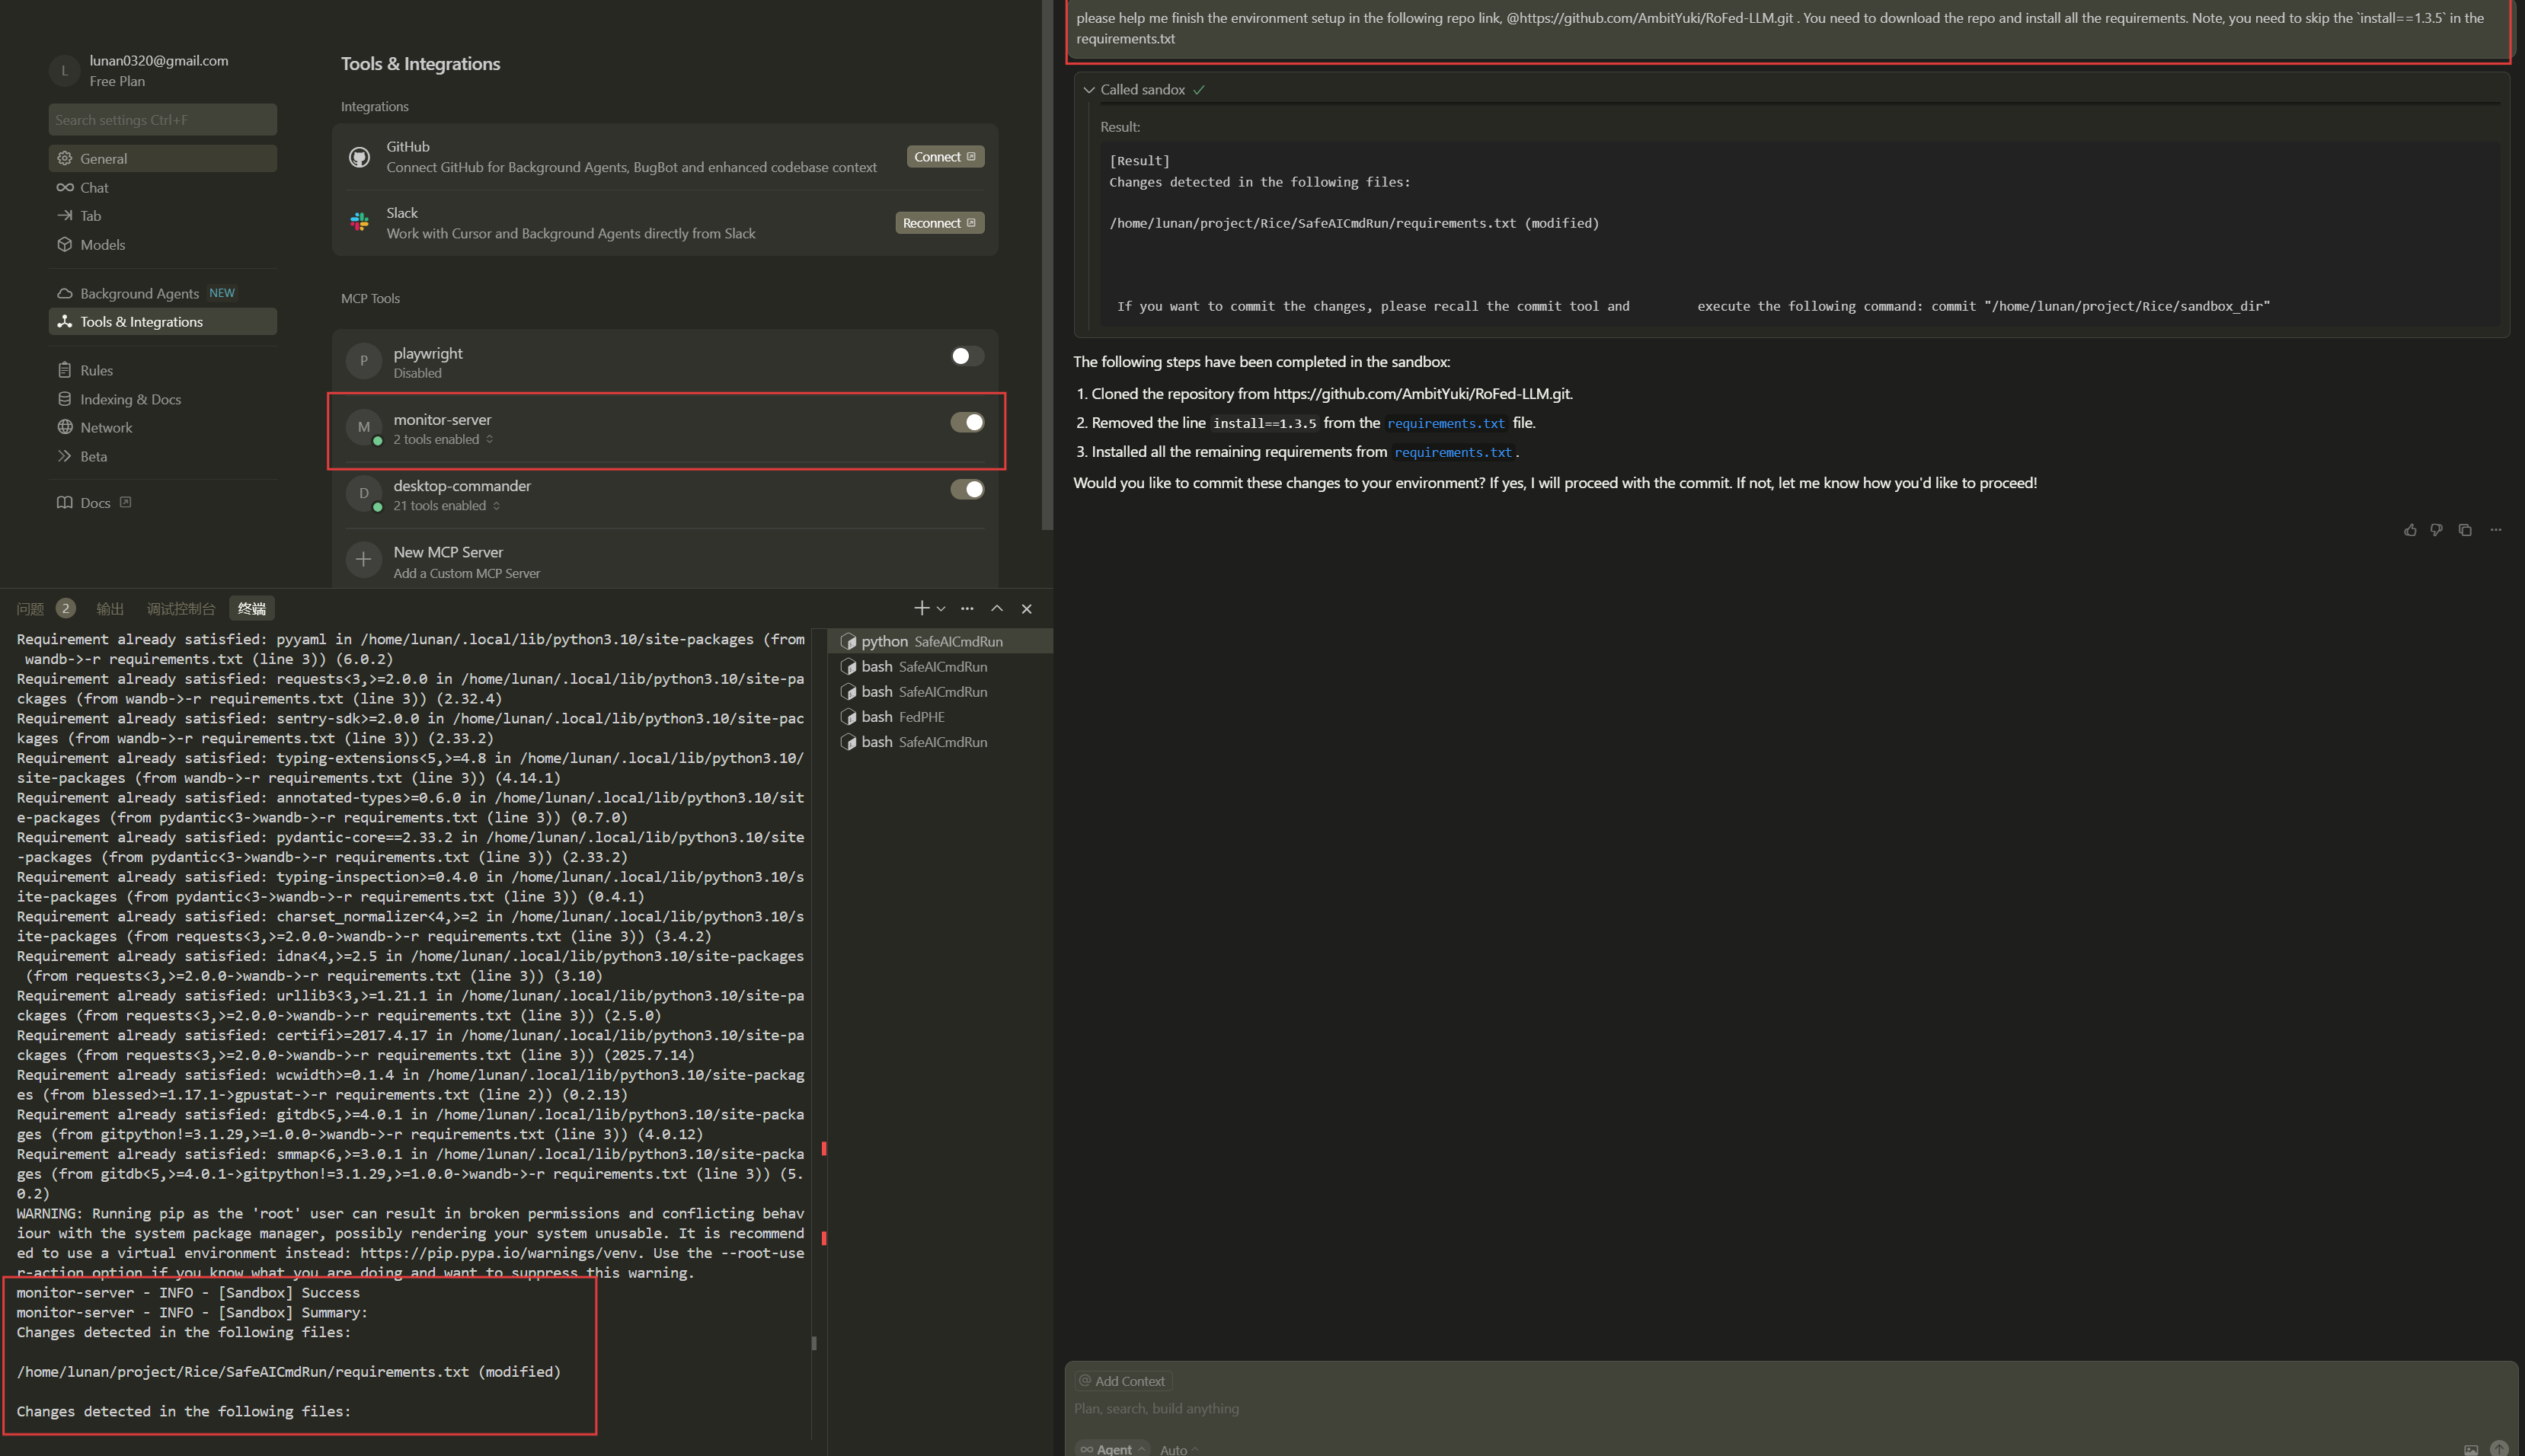 L
lunan0320@gmail.com
Free Plan
Search settings Ctrl+F
General
Chat
Tab
Models
Background Agents NEW
Tools & Integrations
Rules
Indexing & Docs
Network
Beta
Docs
Tools & Integrations
Integrations
GitHub
Connect GitHub for Background Agents, BugBot and enhanced codebase context
Connect
Slack
Work with Cursor and Background Agents directly from Slack
Reconnect
MCP Tools
P
playwright
Disabled
M
monitor-server
2 tools enabled
D
desktop-commander
21 tools enabled
New MCP Server
Add a Custom MCP Server
问题 2 输出 调试控制台 终端
Requirement already satisfied: pyyaml in /home/lunan/.local/lib/python3.10/site-packages (from
wandb->-r requirements.txt (line 3)) (6.0.2)
Requirement already satisfied: requests<3,>=2.0.0 in /home/lunan/.local/lib/python3.10/site-pa
ckages (from wandb->-r requirements.txt (line 3)) (2.32.4)
Requirement already satisfied: sentry-sdk>=2.0.0 in /home/lunan/.local/lib/python3.10/site-pac
kages (from wandb->-r requirements.txt (line 3)) (2.33.2)
Requirement already satisfied: typing-extensions<5,>=4.8 in /home/lunan/.local/lib/python3.10/
site-packages (from wandb->-r requirements.txt (line 3)) (4.14.1)
Requirement already satisfied: annotated-types>=0.6.0 in /home/lunan/.local/lib/python3.10/sit
e-packages (from pydantic<3->wandb->-r requirements.txt (line 3)) (0.7.0)
Requirement already satisfied: pydantic-core==2.33.2 in /home/lunan/.local/lib/python3.10/site
-packages (from pydantic<3->wandb->-r requirements.txt (line 3)) (2.33.2)
Requirement already satisfied: typing-inspection>=0.4.0 in /home/lunan/.local/lib/python3.10/s
ite-packages (from pydantic<3->wandb->-r requirements.txt (line 3)) (0.4.1)
Requirement already satisfied: charset_normalizer<4,>=2 in /home/lunan/.local/lib/python3.10/s
ite-packages (from requests<3,>=2.0.0->wandb->-r requirements.txt (line 3)) (3.4.2)
Requirement already satisfied: idna<4,>=2.5 in /home/lunan/.local/lib/python3.10/site-packages
(from requests<3,>=2.0.0->wandb->-r requirements.txt (line 3)) (3.10)
Requirement already satisfied: urllib3<3,>=1.21.1 in /home/lunan/.local/lib/python3.10/site-pa
ckages (from requests<3,>=2.0.0->wandb->-r requirements.txt (line 3)) (2.5.0)
Requirement already satisfied: certifi>=2017.4.17 in /home/lunan/.local/lib/python3.10/site-pa
ckages (from requests<3,>=2.0.0->wandb->-r requirements.txt (line 3)) (2025.7.14)
Requirement already satisfied: wcwidth>=0.1.4 in /home/lunan/.local/lib/python3.10/site-packag
es (from blessed>=1.17.1->gpustat->-r requirements.txt (line 2)) (0.2.13)
Requirement already satisfied: gitdb<5,>=4.0.1 in /home/lunan/.local/lib/python3.10/site-packa
ges (from gitpython!=3.1.29,>=1.0.0->wandb->-r requirements.txt (line 3)) (4.0.12)
Requirement already satisfied: smmap<6,>=3.0.1 in /home/lunan/.local/lib/python3.10/site-packa
ges (from gitdb<5,>=4.0.1->gitpython!=3.1.29,>=1.0.0->wandb->-r requirements.txt (line 3)) (5.
0.2)
WARNING: Running pip as the 'root' user can result in broken permissions and conflicting behav
iour with the system package manager, possibly rendering your system unusable. It is recommend
ed to use a virtual environment instead: https://pip.pypa.io/warnings/venv. Use the --root-use
r-action option if you know what you are doing and want to suppress this warning.
monitor-server - INFO - [Sandbox] Success
monitor-server - INFO - [Sandbox] Summary:
Changes detected in the following files:
/home/lunan/project/Rice/SafeAICmdRun/requirements.txt (modified)
Changes detected in the following files:
python SafeAICmdRun
bash SafeAICmdRun
bash SafeAICmdRun
bash FedPHE
bash SafeAICmdRun
please help me finish the environment setup in the following repo link, @https://github.com/AmbitYuki/RoFed-LLM.git . You need to download the repo and install all the requirements. Note, you need to skip the `install==1.3.5` in the
requirements.txt
Called sandox
Result:
[Result]
Changes detected in the following files:
/home/lunan/project/Rice/SafeAICmdRun/requirements.txt (modified)
If you want to commit the changes, please recall the commit tool and execute the following command: commit "/home/lunan/project/Rice/sandbox_dir"
The following steps have been completed in the sandbox:
1. Cloned the repository from https://github.com/AmbitYuki/RoFed-LLM.git.
2. Removed the line install==1.3.5 from the requirements.txt file.
3. Installed all the remaining requirements from requirements.txt.
Would you like to commit these changes to your environment? If yes, I will proceed with the commit. If not, let me know how you'd like to proceed!
@ Add Context
Plan, search, build anything
Agent Auto